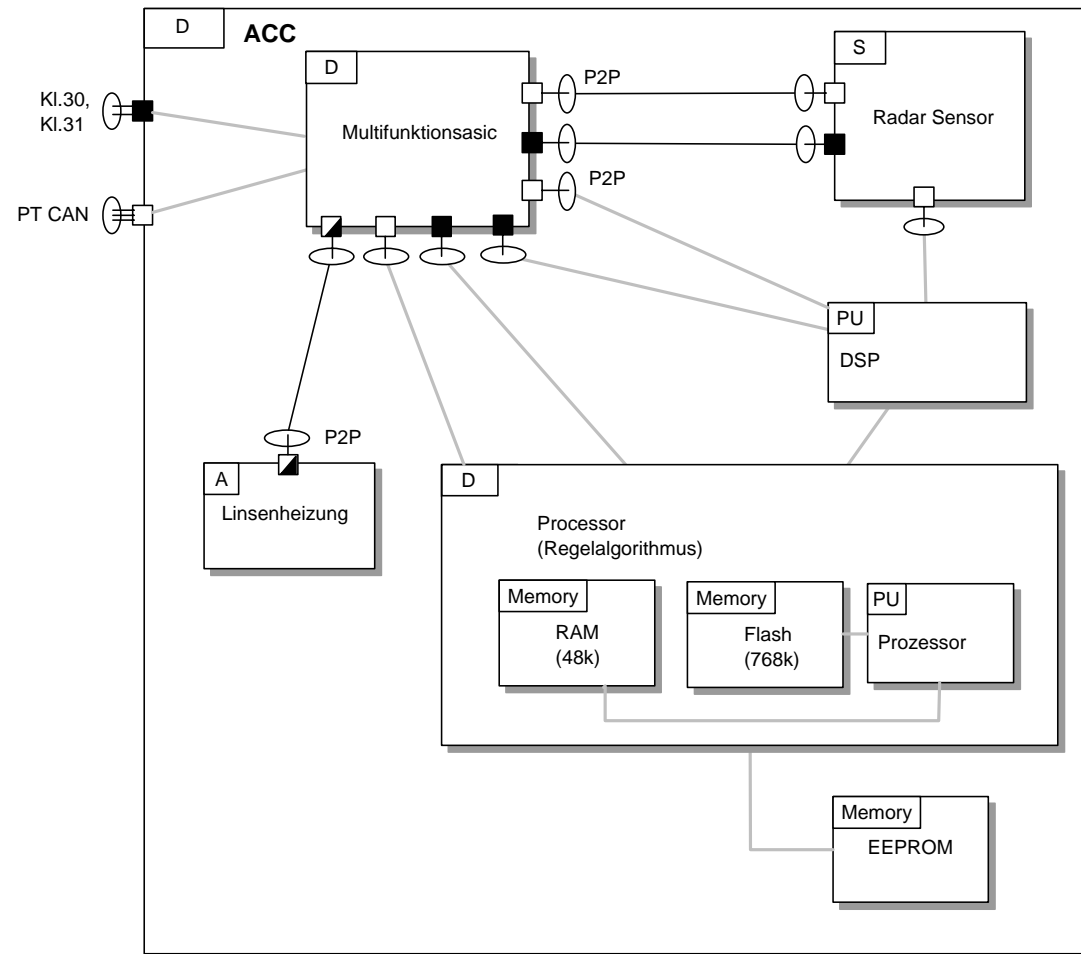 D
ACC
D
Multifunktionsasic
P2P
S
Radar Sensor
Kl.30,
Kl.31
P2P
PT CAN
PU
DSP
P2P
A
Linsenheizung
D
Processor
(Regelalgorithmus)
Memory
RAM
(48k)
Memory
Flash
(768k)
PU
Prozessor
Memory
EEPROM